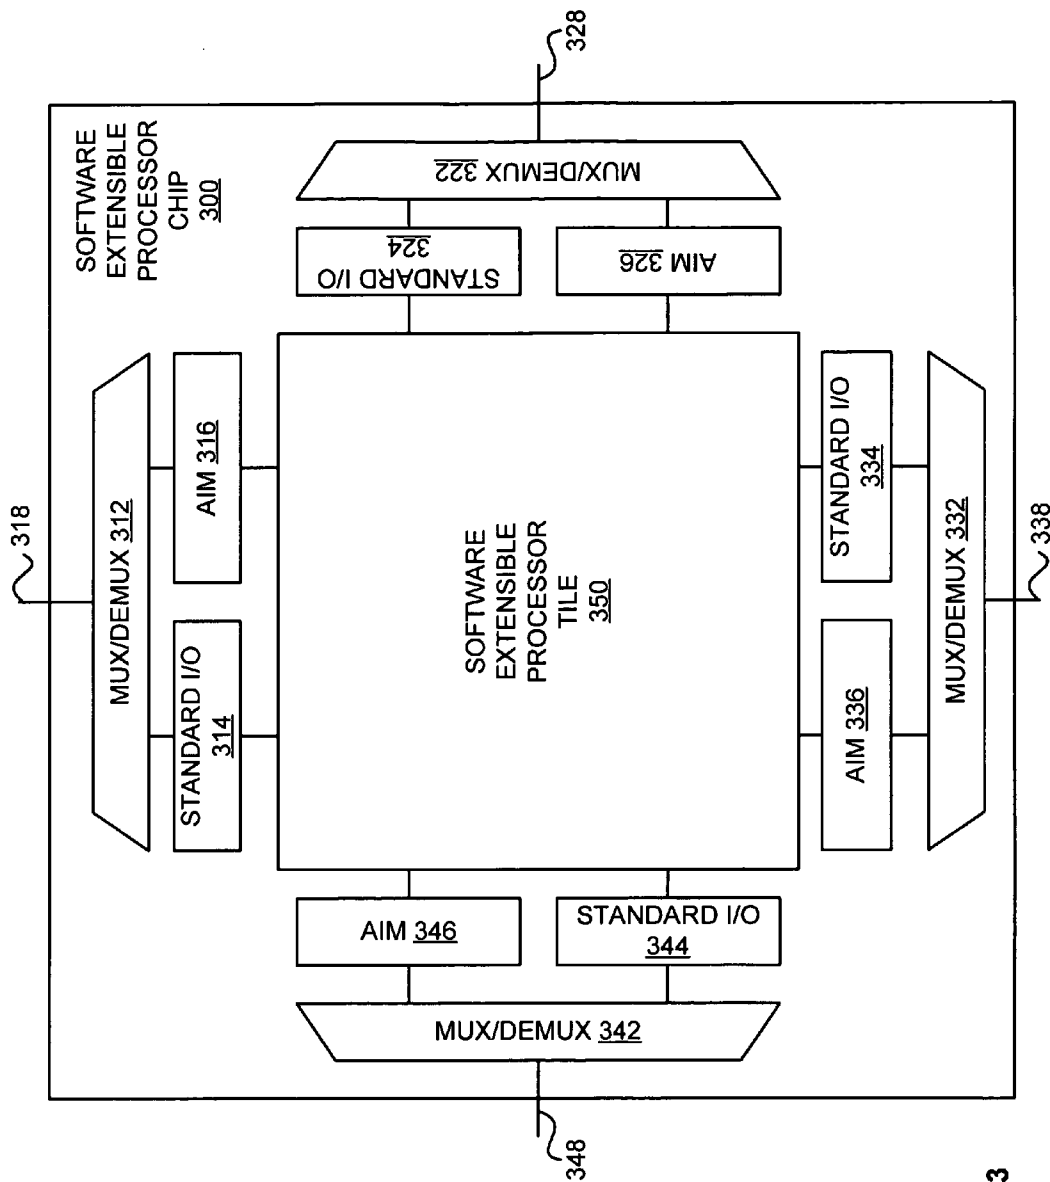 318
328
SOFTWARE
EXTENSIBLE
PROCESSOR
CHIP
300
MUX/DEMUX 312
STANDARD I/O
314
AIM 316
MUX/DEMUX 322
STANDARD I/O
324
AIM 326
SOFTWARE
EXTENSIBLE
PROCESSOR
TILE
350
AIM 346
STANDARD I/O
344
MUX/DEMUX 342
348
AIM 336
STANDARD I/O
334
MUX/DEMUX 332
338
3